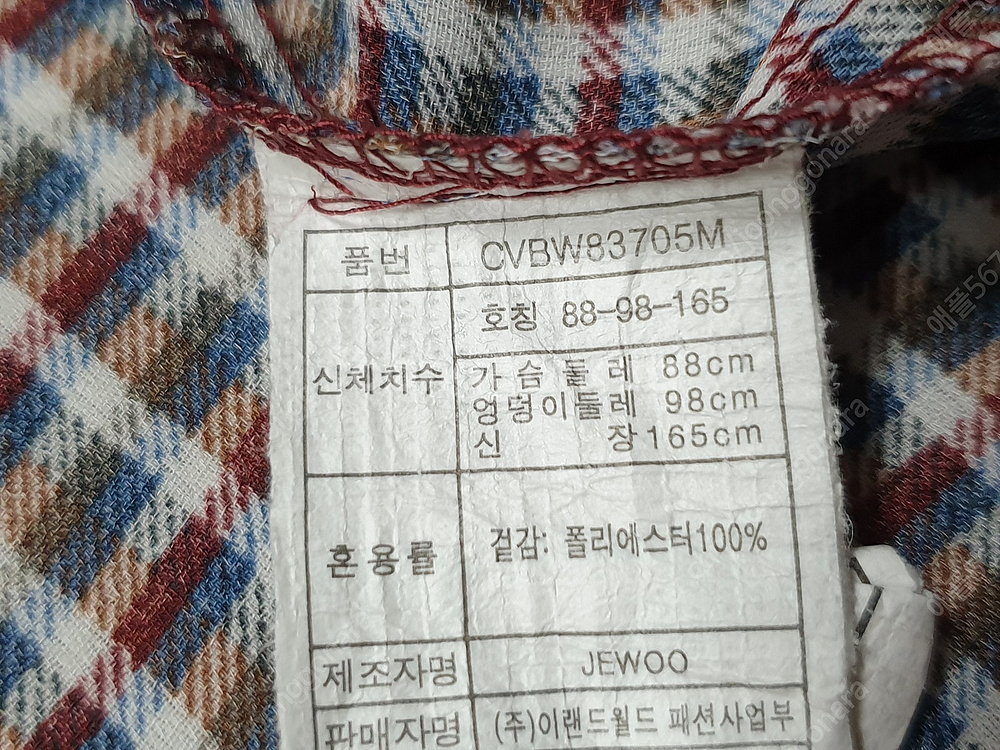 품번 CVBW83705M
호칭 88-98-165
신체치수
가슴둘레 88cm
엉덩이둘레 98cm
신장 165cm
혼용률 겉감: 폴리에스터100%
제조자명 JEWOO
판매자명 (주)이랜드월드 패션사업부